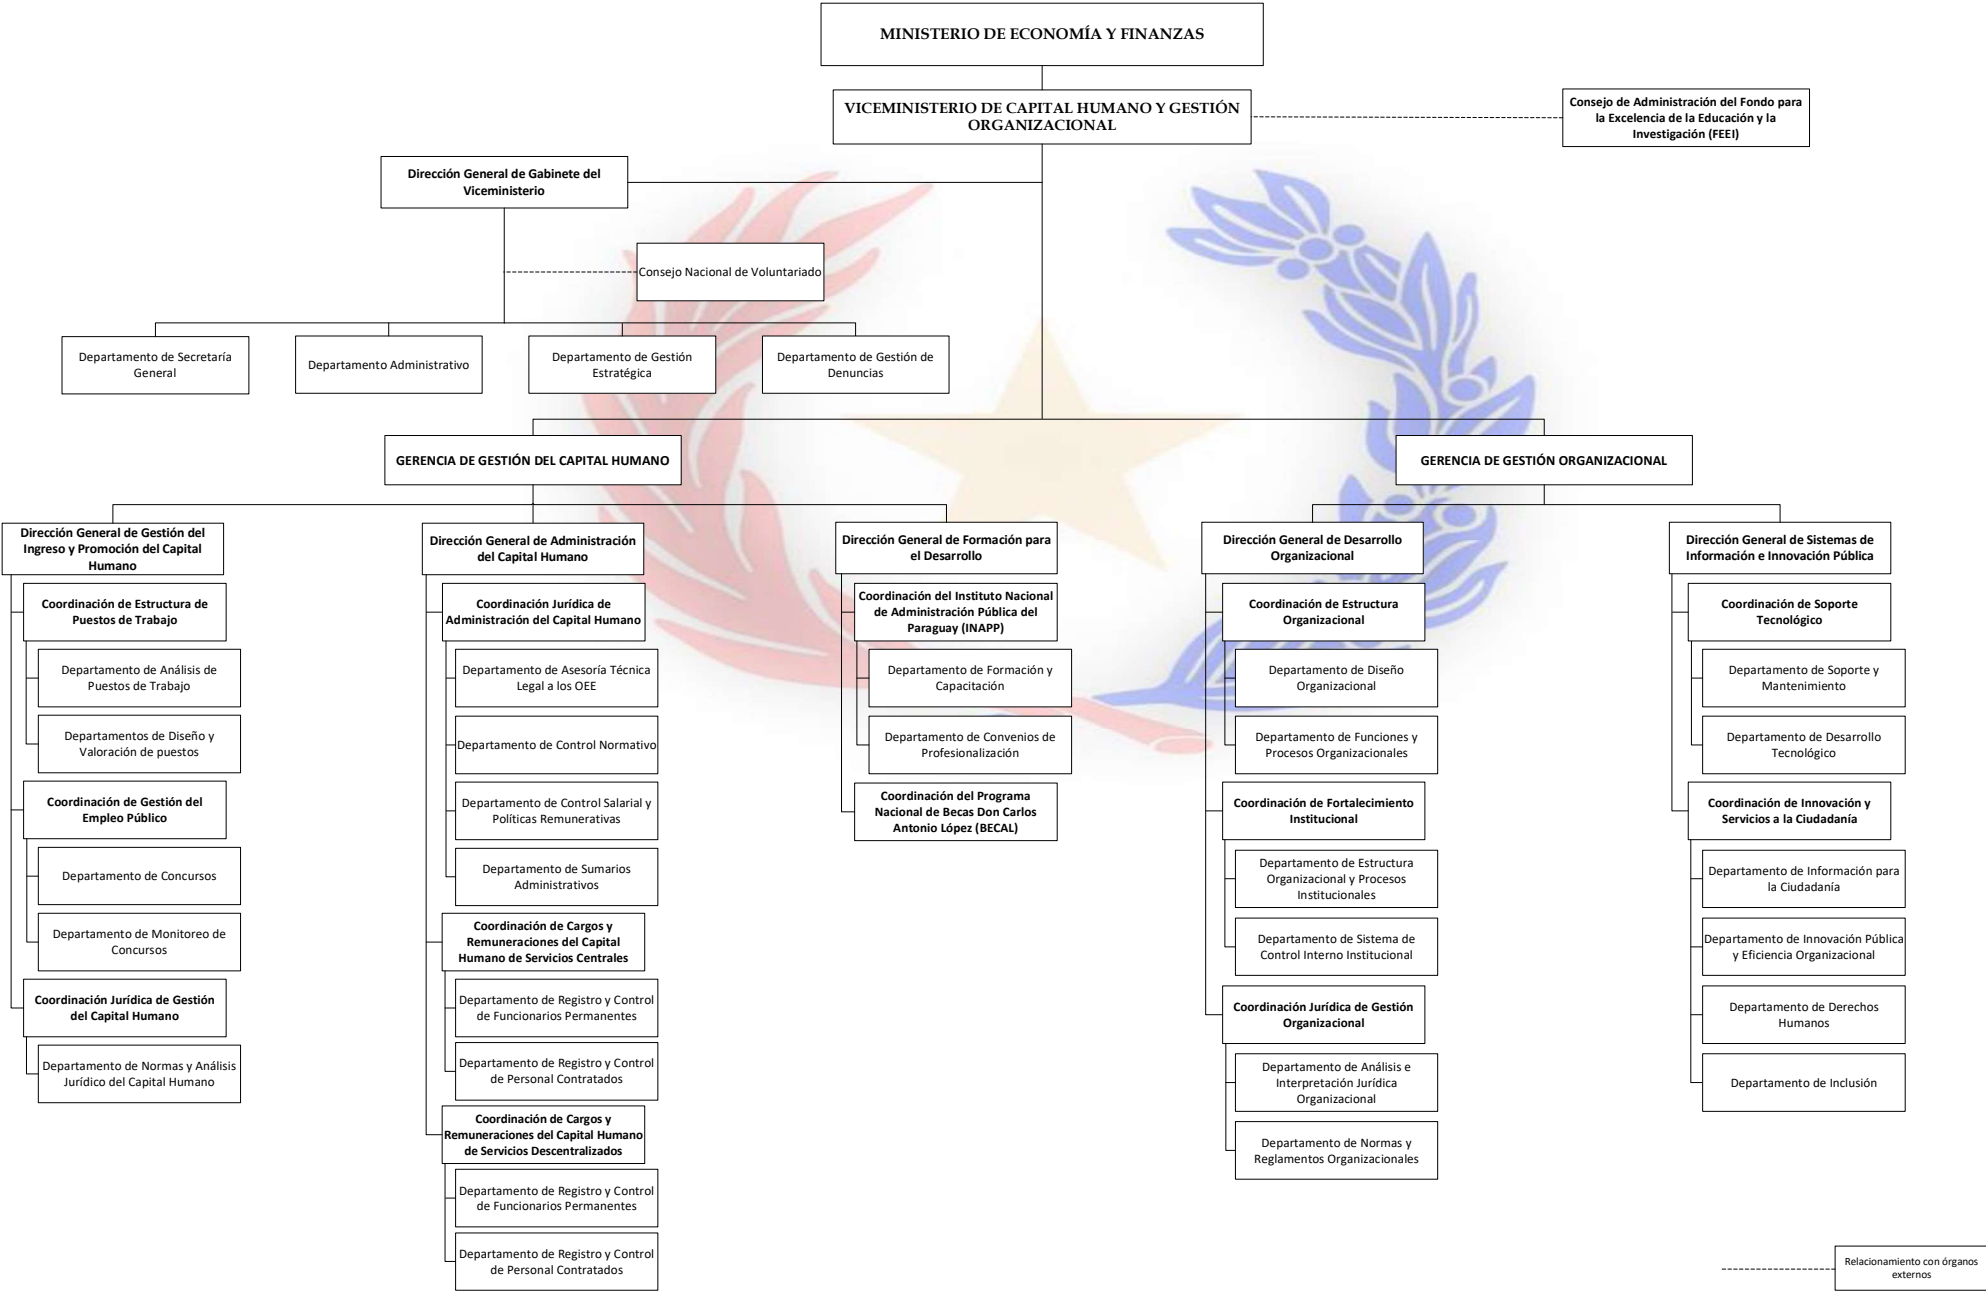 MINISTERIO DE ECONOMÍA Y FINANZAS
VICEMINISTERIO DE CAPITAL HUMANO Y GESTIÓN
ORGANIZACIONAL
Consejo de Administración del Fondo para
la Excelencia de la Educación y la
Investigación (FEEI)
Dirección General de Gabinete del
Viceministerio
Consejo Nacional de Voluntariado
Departamento de Secretaría
General
Departamento Administrativo
Departamento de Gestión
Estratégica
Departamento de Gestión de
Denuncias
GERENCIA DE GESTIÓN DEL CAPITAL HUMANO
GERENCIA DE GESTIÓN ORGANIZACIONAL
Dirección General de Gestión del
Ingreso y Promoción del Capital
Humano
Coordinación de Estructura de
Puestos de Trabajo
Departamento de Análisis de
Puestos de Trabajo
Departamentos de Diseño y
Valoración de puestos
Coordinación de Gestión del
Empleo Público
Departamento de Concursos
Departamento de Monitoreo de
Concursos
Coordinación Jurídica de Gestión
del Capital Humano
Departamento de Normas y Análisis
Jurídico del Capital Humano
Dirección General de Administración
del Capital Humano
Coordinación Jurídica de
Administración del Capital Humano
Departamento de Asesoría Técnica
Legal a los OEE
Departamento de Control Normativo
Departamento de Control Salarial y
Políticas Remunerativas
Departamento de Sumarios
Administrativos
Coordinación de Cargos y
Remuneraciones del Capital
Humano de Servicios Centrales
Departamento de Registro y Control
de Funcionarios Permanentes
Departamento de Registro y Control
de Personal Contratados
Coordinación de Cargos y
Remuneraciones del Capital Humano
de Servicios Descentralizados
Departamento de Registro y Control
de Funcionarios Permanentes
Departamento de Registro y Control
de Personal Contratados
Dirección General de Formación para
el Desarrollo
Coordinación del Instituto Nacional
de Administración Pública del
Paraguay (INAPP)
Departamento de Formación y
Capacitación
Departamento de Convenios de
Profesionalización
Coordinación del Programa
Nacional de Becas Don Carlos
Antonio López (BECAL)
Dirección General de Desarrollo
Organizacional
Coordinación de Estructura
Organizacional
Departamento de Diseño
Organizacional
Departamento de Funciones y
Procesos Organizacionales
Coordinación de Fortalecimiento
Institucional
Departamento de Estructura
Organizacional y Procesos
Institucionales
Departamento de Sistema de
Control Interno Institucional
Coordinación Jurídica de Gestión
Organizacional
Departamento de Análisis e
Interpretación Jurídica
Organizacional
Departamento de Normas y
Reglamentos Organizacionales
Dirección General de Sistemas de
Información e Innovación Pública
Coordinación de Soporte
Tecnológico
Departamento de Soporte y
Mantenimiento
Departamento de Desarrollo
Tecnológico
Coordinación de Innovación y
Servicios a la Ciudadanía
Departamento de Información para
la Ciudadanía
Departamento de Innovación Pública
y Eficiencia Organizacional
Departamento de Derechos
Humanos
Departamento de Inclusión
Relacionamiento con órganos
externos